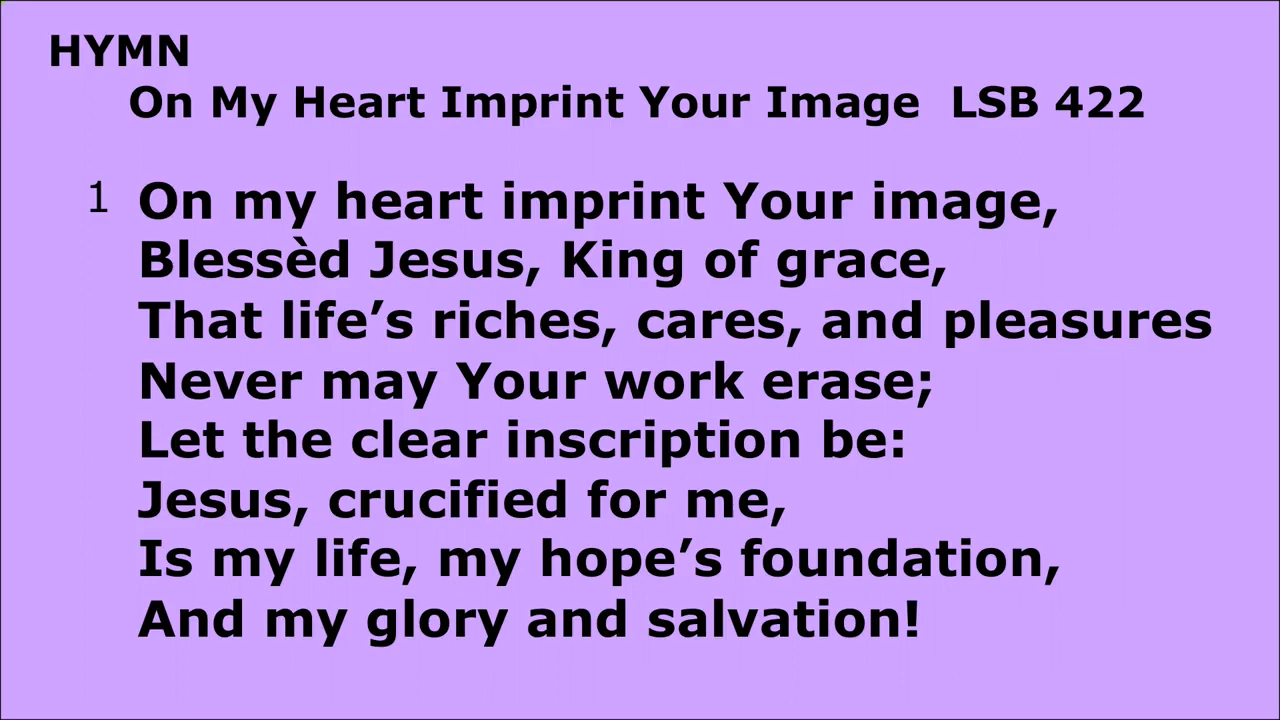 HYMN
On My Heart Imprint Your Image  LSB 422
1 On my heart imprint Your image,
Blessèd Jesus, King of grace,
That life’s riches, cares, and pleasures
Never may Your work erase;
Let the clear inscription be:
Jesus, crucified for me,
Is my life, my hope’s foundation,
And my glory and salvation!